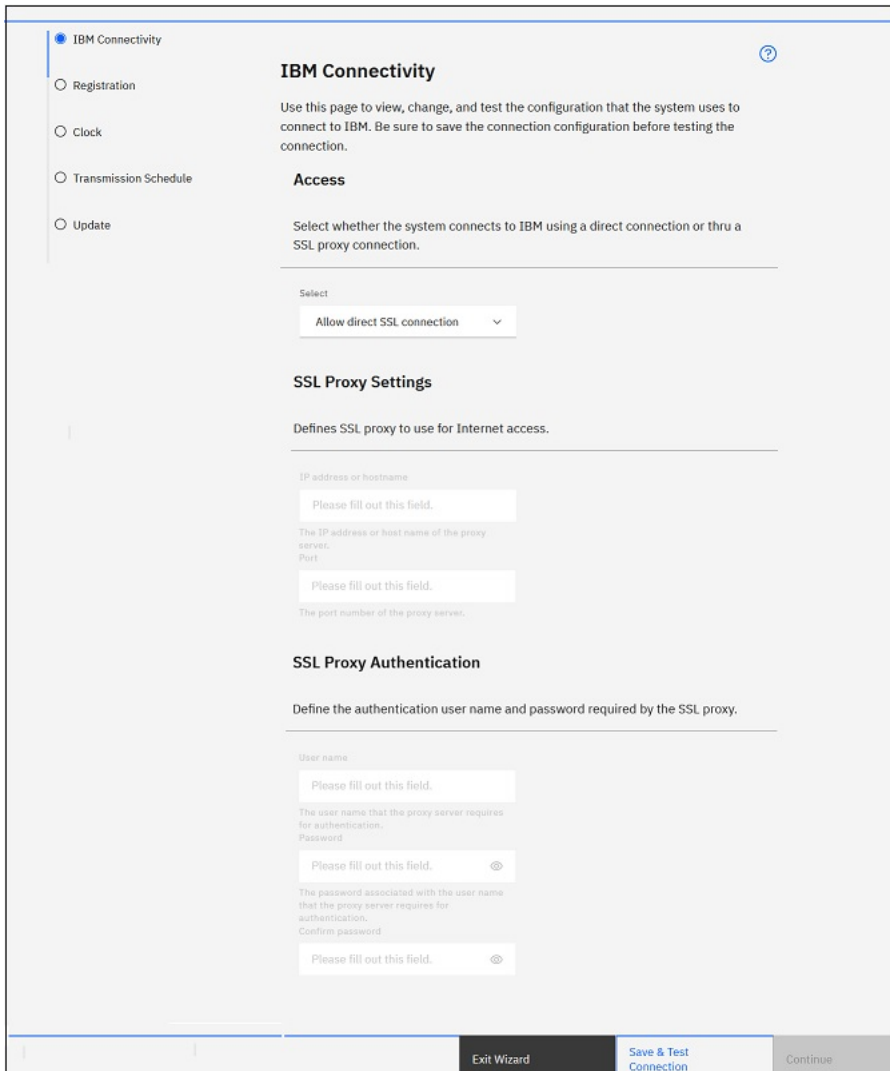 IBM Connectivity
Registration
Clock
Transmission Schedule
Update
IBM Connectivity
Use this page to view, change, and test the configuration that the system uses to
connect to IBM. Be sure to save the connection configuration before testing the
connection.
Access
Select whether the system connects to IBM using a direct connection or thru a
SSL proxy connection.
Select
Allow direct SSL connection
SSL Proxy Settings
Defines SSL proxy to use for Internet access.
IP address or hostname
Please fill out this field.
The IP address or host name of the proxy
server.
Port
Please fill out this field.
The port number of the proxy server.
SSL Proxy Authentication
Define the authentication user name and password required by the SSL proxy.
User name
Please fill out this field.
The user name that the proxy server requires
for authentication.
Password
Please fill out this field.
The password associated with the user name
that the proxy server requires for
authentication.
Confirm password
Please fill out this field.
Exit Wizard
Save & Test
Connection
Continue